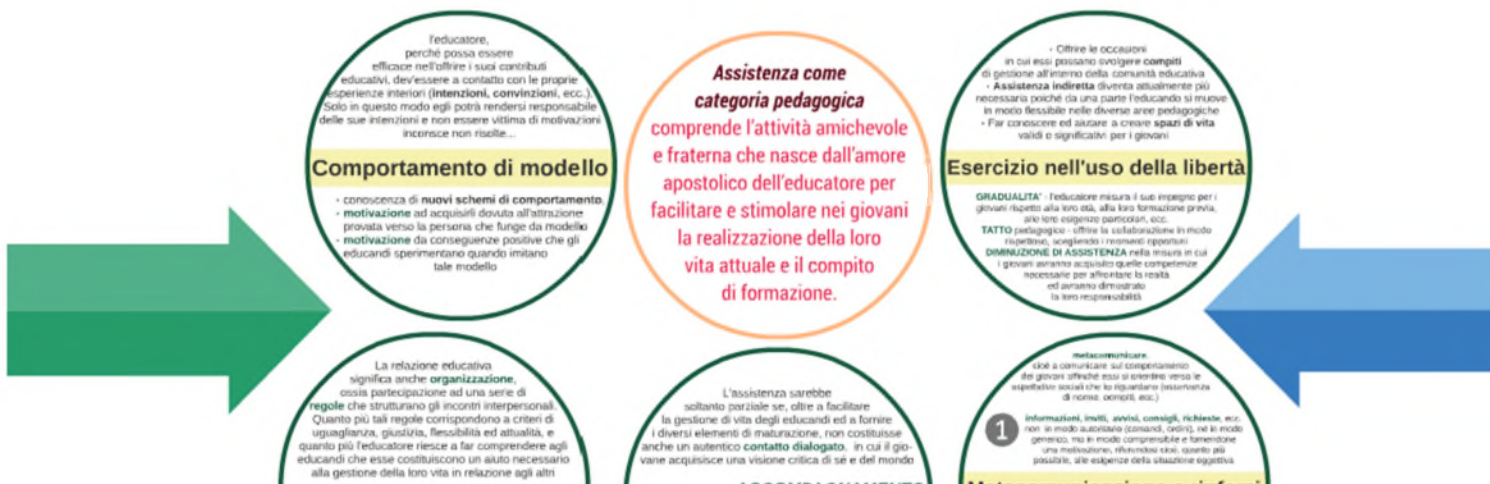 l'educatore,
perché possa essere
efficace nell'offrire i suoi contributi
educativi, dev'essere a contatto con le proprie
esperienze interiori (intenzioni, convinzioni, ecc.).
Solo in questo modo egli potrà rendersi responsabile
delle sue intenzioni e non essere vittima di motivazioni
inconsce non risolte...
Comportamento di modello
- conoscenza di nuovi schemi di comportamento,
- motivazione ad acquisirli dovuta all'attrazione
provata verso la persona che funge da modello
- motivazione da conseguenze positive che gli
educandi sperimentano quando imitano
tale modello
Assistenza come
categoria pedagogica
comprende l'attività amichevole
e fraterna che nasce dall'amore
apostolico dell'educatore per
facilitare e stimolare nei giovani
la realizzazione della loro
vita attuale e il compito
di formazione.
- Offrire le occasioni
in cui essi possano svolgere compiti
di gestione all'interno della comunità educativa
- Assistenza indiretta diventa attualmente più
necessaria poiché da una parte l'educando si muove
in modo flessibile nelle diverse aree pedagogiche
- Far conoscere ed aiutare a creare spazi di vita
validi o significativi per i giovani
Esercizio nell'uso della libertà
GRADUALITA' - l'educatore misura il suo impegno per i
giovani rispetto alla loro età, alla loro formazione previa,
alle loro esigenze particolari, ecc.
TATTO pedagogico - offrire la collaborazione in modo
rispettoso, scegliendo i momenti opportuni
DIMINUZIONE DI ASSISTENZA nella misura in cui
i giovani avranno acquisito quelle competenze
necessarie per affrontare la realtà
ed avranno dimostrato
la loro responsabilità
La relazione educativa
significa anche organizzazione,
ossia partecipazione ad una serie di
regole che strutturano gli incontri interpersonali.
Quanto più tali regole corrispondono a criteri di
uguaglianza, giustizia, flessibilità ed attualità, e
quanto più l'educatore riesce a far comprendere agli
educandi che esse costituiscono un aiuto necessario
alla gestione della loro vita in relazione agli altri
L'assistenza sarebbe
soltanto parziale se, oltre a facilitare
la gestione di vita degli educandi ed a fornire
i diversi elementi di maturazione, non costituisse
anche un autentico contatto dialogato, in cui il gio-
vane acquisisce una visione critica di sé e del mondo
metacomunicare,
cioè a comunicare sul comportamento
dei giovani affinché essi si orientino verso le
aspettative sociali che lo riguardano (osservanza
di norme, compiti, ecc.)
1
informazioni, inviti, avvisi, consigli, richieste, ecc.
non in modo autoritario (comandi, ordini), né in modo
generico, ma in modo comprensibile e fornendone
una motivazione, riferendosi cioè, quanto più
possibile, alle esigenze della situazione oggettiva